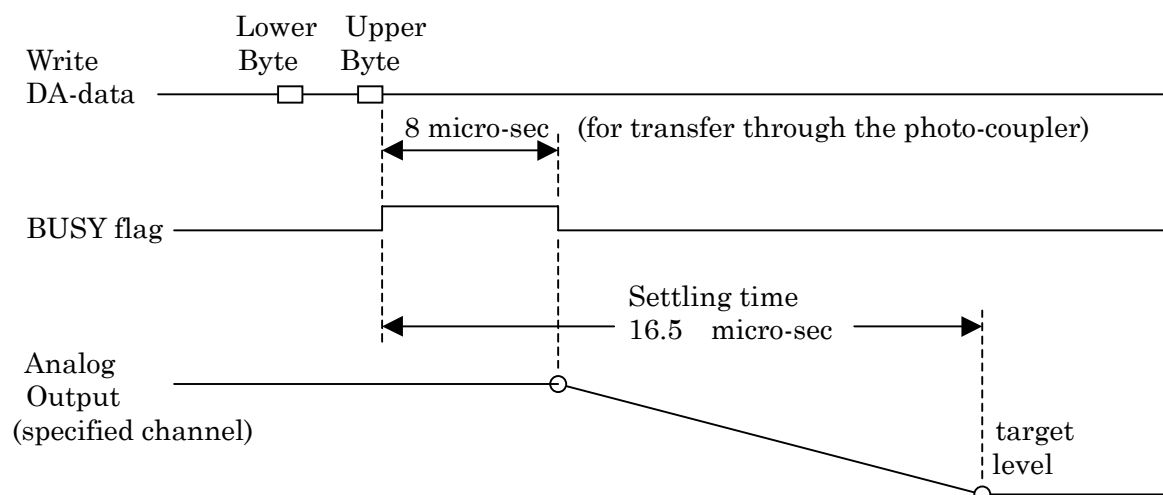 Lower Upper
Write Byte Byte
DA-data
8 micro-sec (for transfer through the photo-coupler)
BUSY flag
Settling time
16.5 micro-sec
Analog
Output
(specified channel)
target
level